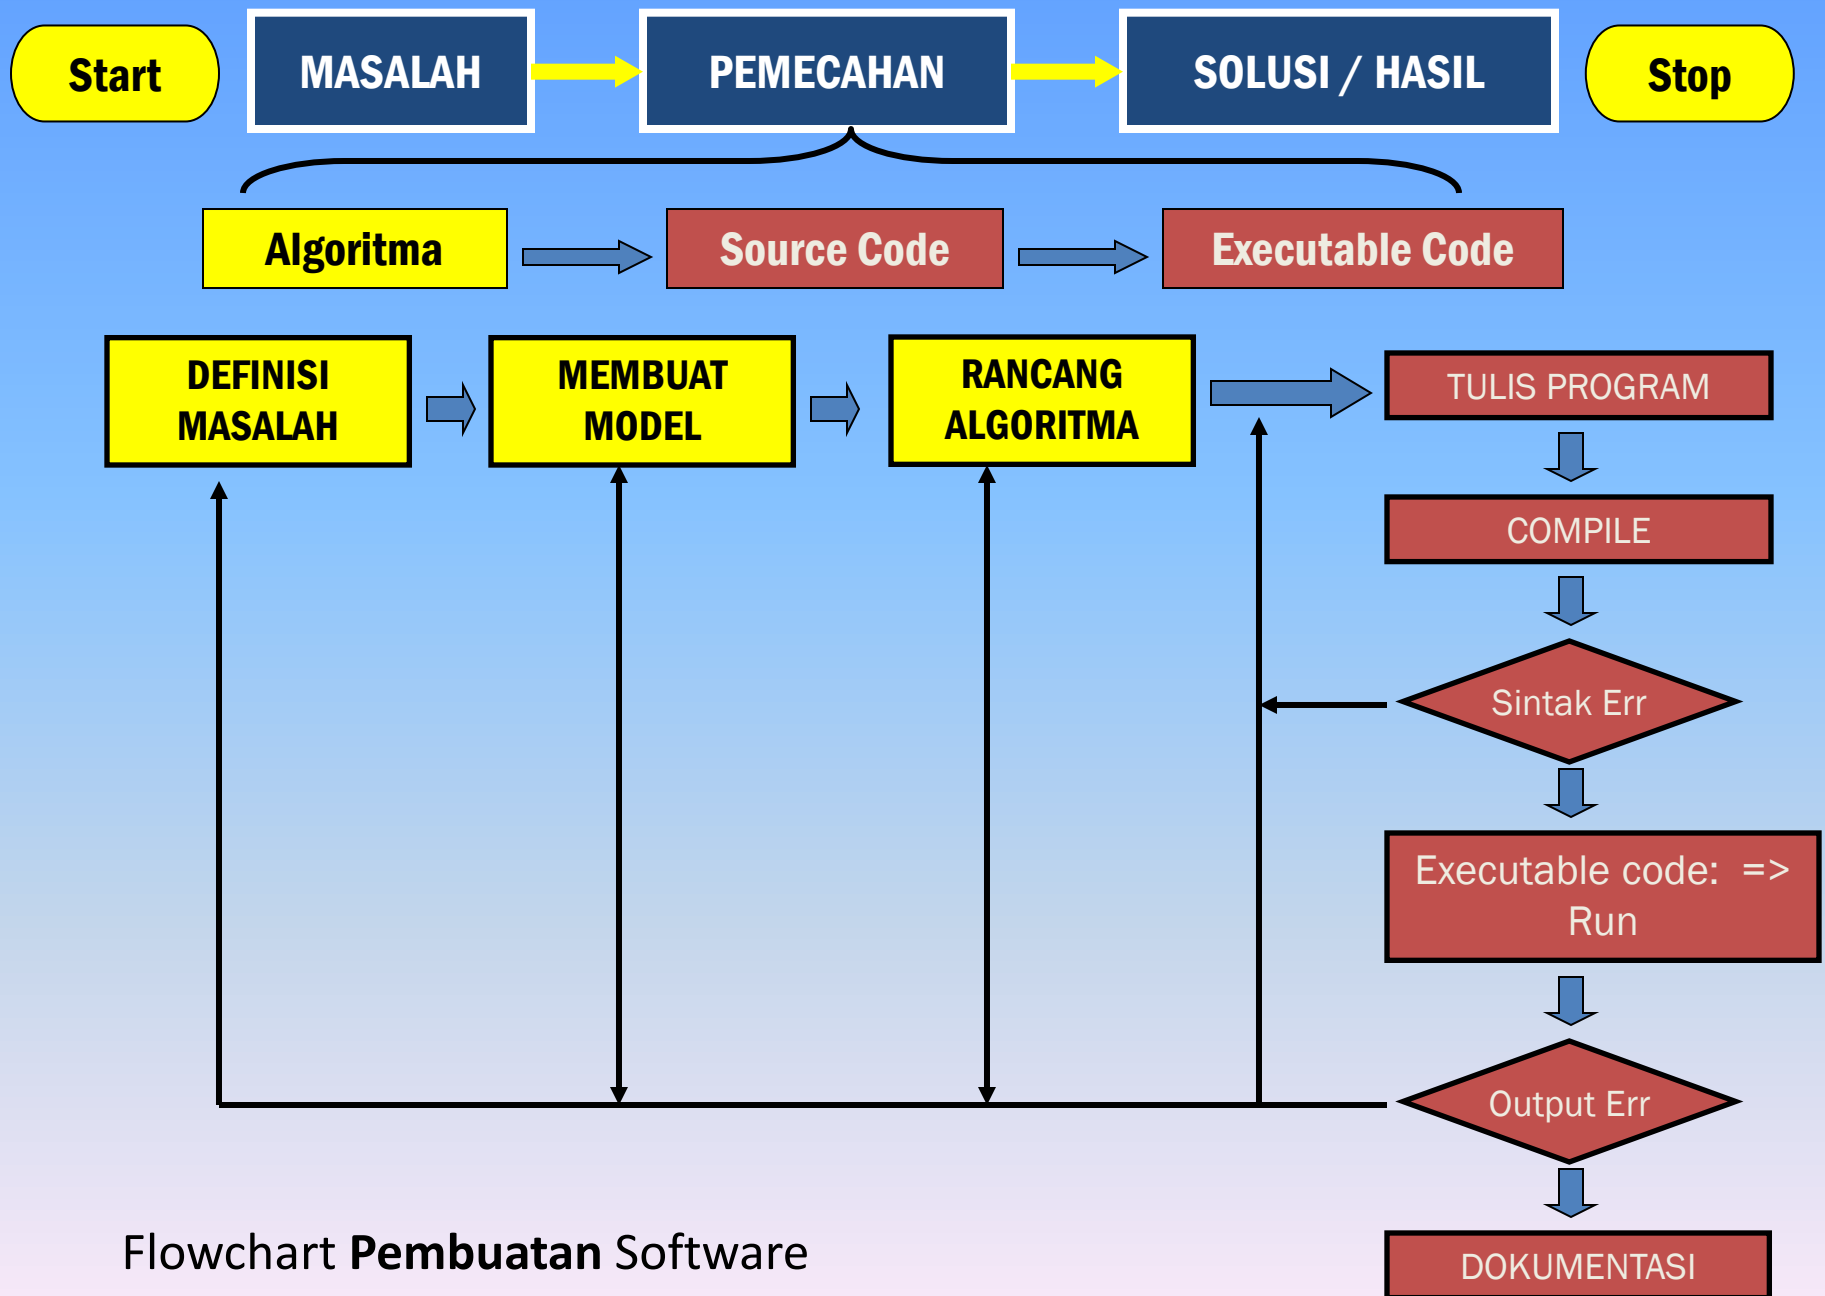 Start
MASALAH
PEMECAHAN
SOLUSI / HASIL
Stop
Algoritma
Source Code
Executable Code
DEFINISI
MASALAH
MEMBUAT
MODEL
RANCANG
ALGORITMA
TULIS PROGRAM
COMPILE
Sintak Err
Executable code: =>
Run
Output Err
DOKUMENTASI
Flowchart Pembuatan Software